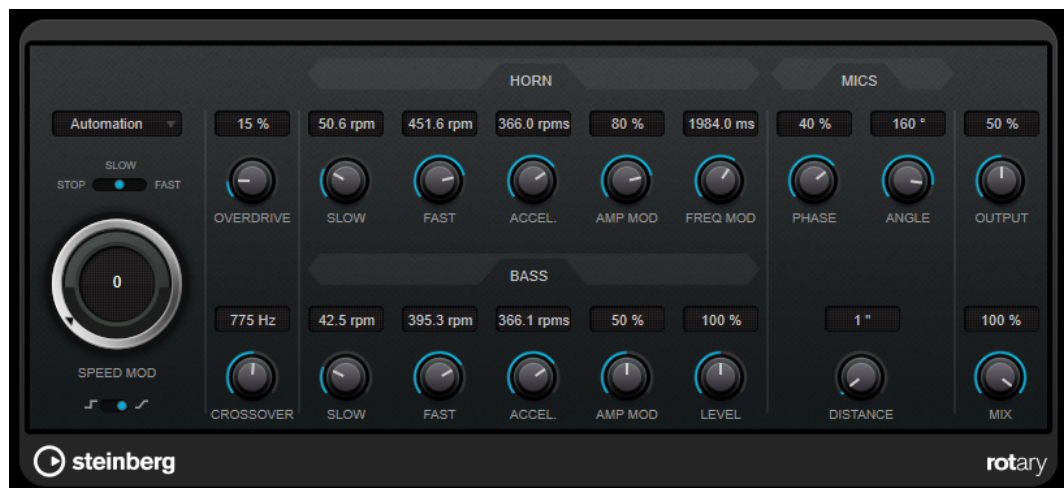 HORN
MICS
Automation
15 %
50.6 rpm
451.6 rpm
366.0 rpms
80 %
1984.0 ms
40 %
160 °
50 %
SLOW
STOP
FAST
OVERDRIVE
SLOW
FAST
ACCEL.
AMP MOD
FREQ MOD
PHASE
ANGLE
OUTPUT
BASS
0
775 Hz
42.5 rpm
395.3 rpm
366.1 rpms
50 %
100 %
1 "
100 %
SPEED MOD
CROSSOVER
SLOW
FAST
ACCEL.
AMP MOD
LEVEL
DISTANCE
MIX
steinberg
rotary